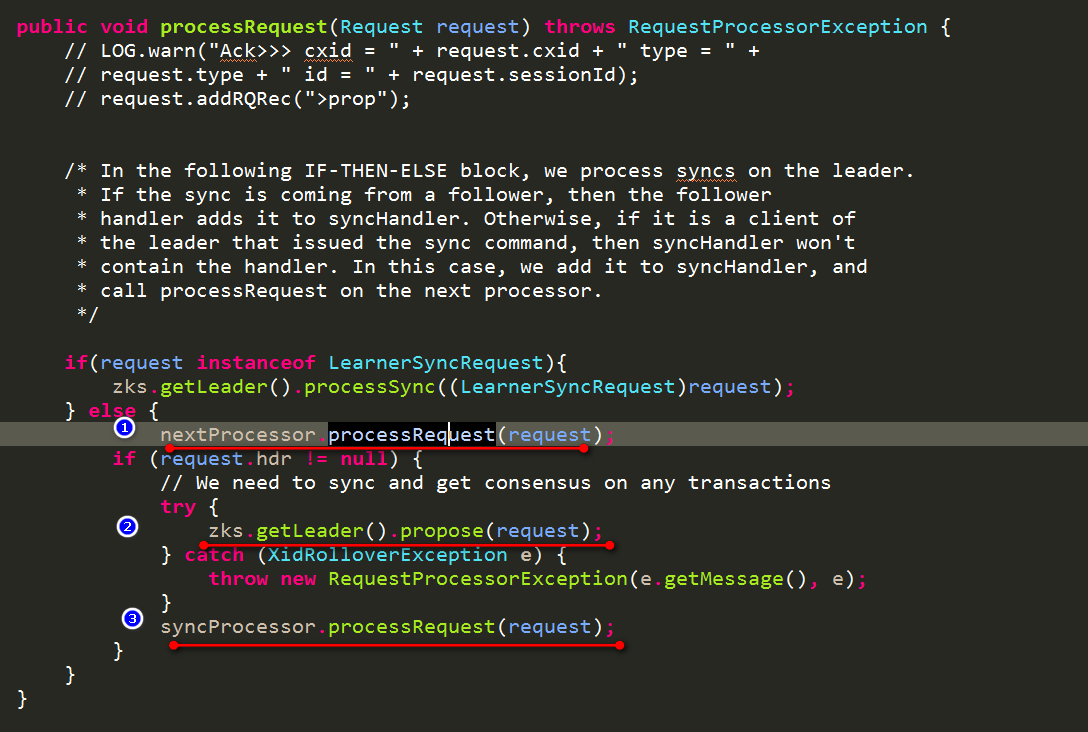 public void processRequest(Request request) throws RequestProcessorException {
// LOG.warn("Ack>>> cxid = " + request.cxid + " type = " +
// request.type + " id = " + request.sessionId);
// request.addRQRec(">prop");
/* In the following IF-THEN-ELSE block, we process syncs on the leader.
* If the sync is coming from a follower, then the follower
* handler adds it to syncHandler. Otherwise, if it is a client of
* the leader that issued the sync command, then syncHandler won't
* contain the handler. In this case, we add it to syncHandler, and
* call processRequest on the next processor.
*/
if(request instanceof LearnerSyncRequest){
zks.getLeader().processSync((LearnerSyncRequest)request);
} else {
1 nextProcessor.processRequest(request);
if (request.hdr != null) {
// We need to sync and get consensus on any transactions
try {
2 zks.getLeader().propose(request);
} catch (XidRolloverException e) {
throw new RequestProcessorException(e.getMessage(), e);
}
3 syncProcessor.processRequest(request);
}
}
}